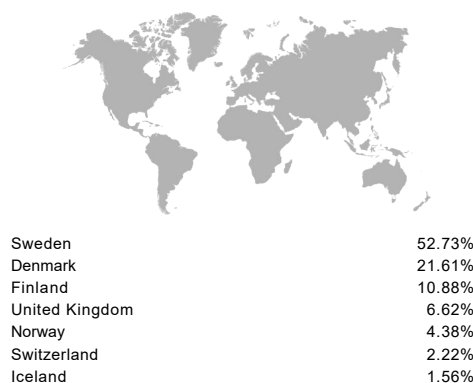 Sweden 52.73%
Denmark 21.61%
Finland 10.88%
United Kingdom 6.62%
Norway 4.38%
Switzerland 2.22%
Iceland 1.56%